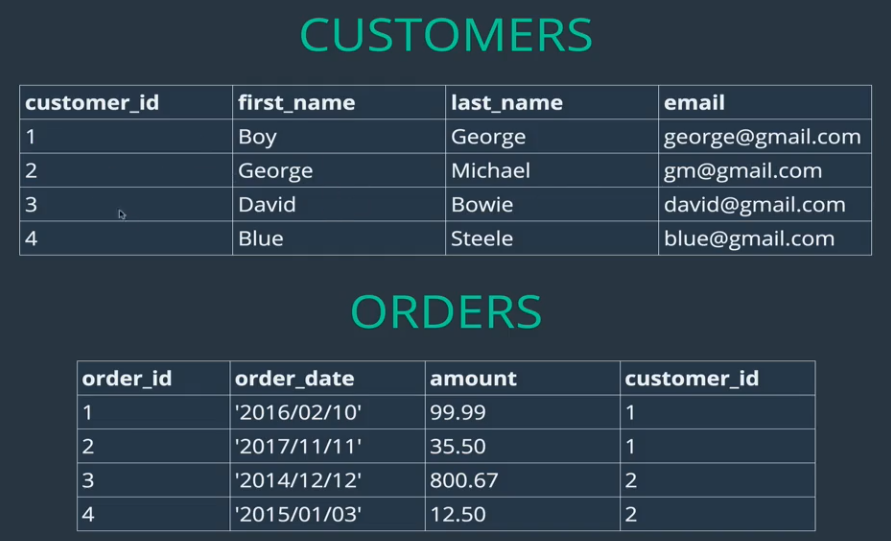 CUSTOMERS
customer_id first_name last_name email
1 Boy George george@gmail.com
2 George Michael gm@gmail.com
3 David Bowie david@gmail.com
4 Blue Steele blue@gmail.com
ORDERS
order_id order_date amount customer_id
1 '2016/02/10' 99.99 1
2 '2017/11/11' 35.50 1
3 '2014/12/12' 800.67 2
4 '2015/01/03' 12.50 2